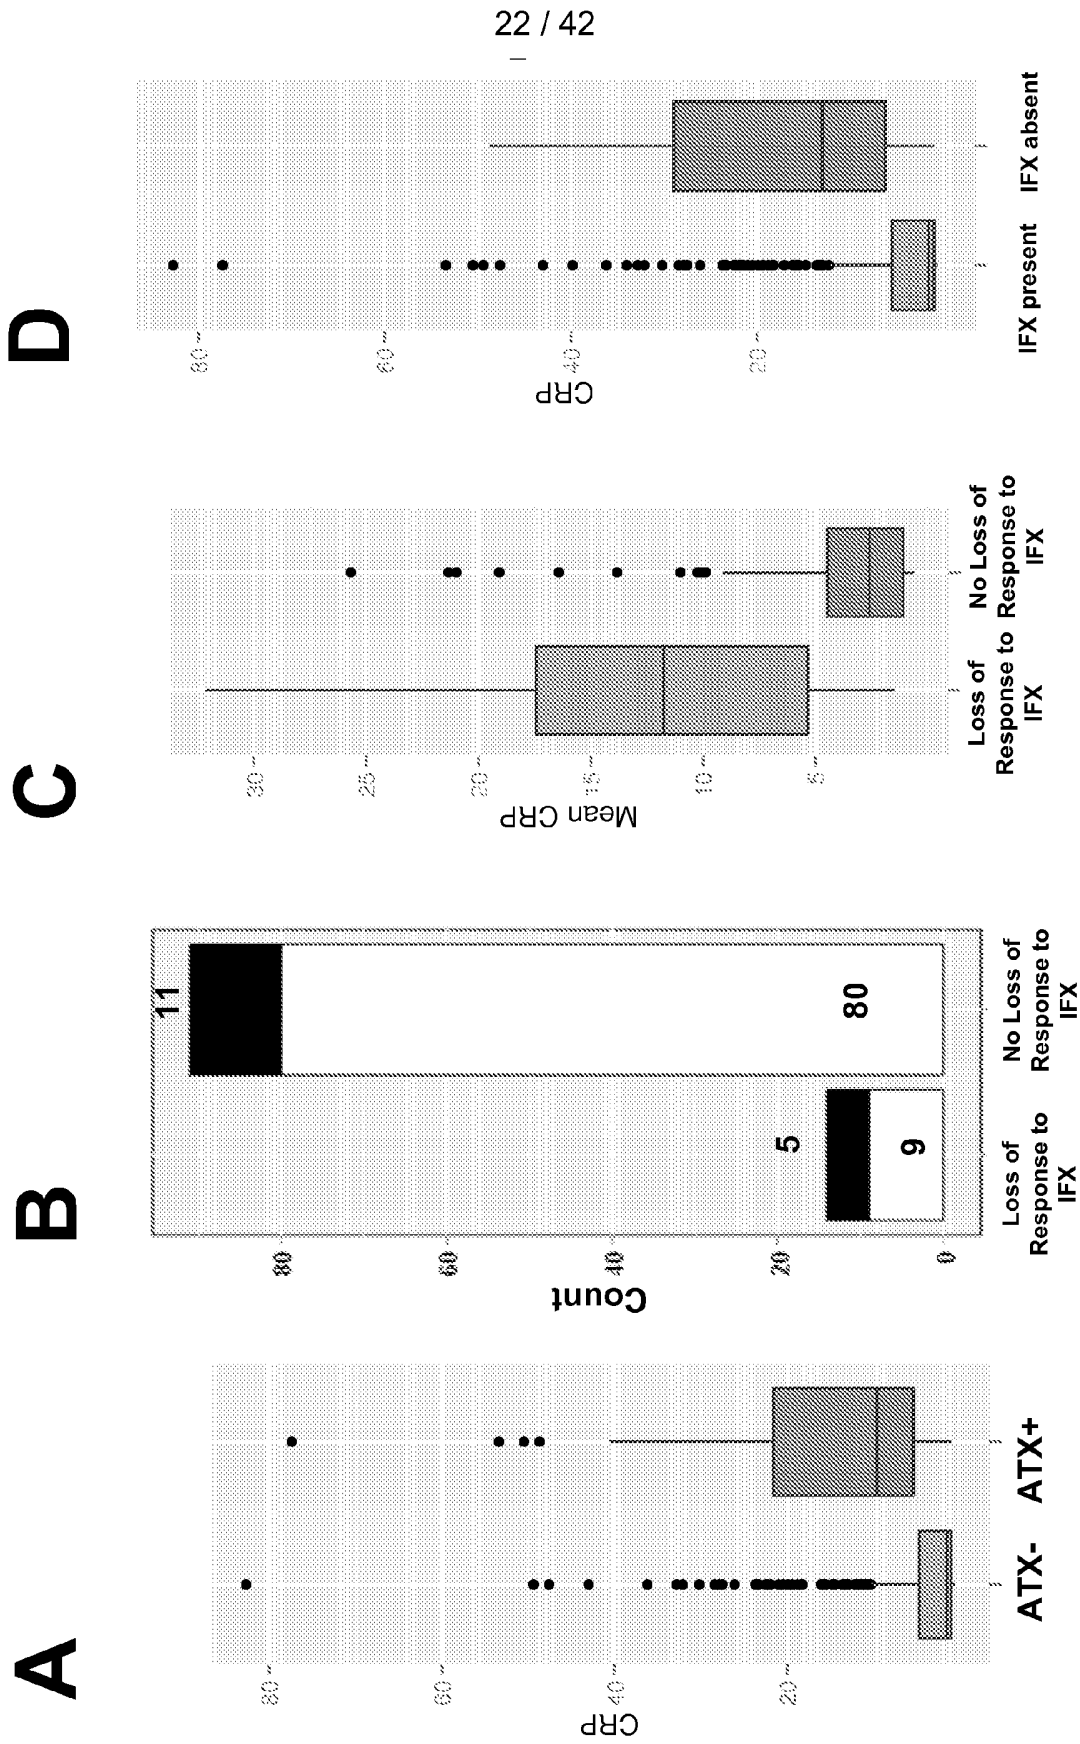 22 / 42
A
CRP
80
60
40
20
ATX-
ATX+
B
Count
80
60
40
20
0
5
9
11
80
Loss of
Response to
IFX
No Loss of
Response to
IFX
C
Mean CRP
30
25
20
15
10
5
Loss of
Response to
IFX
No Loss of
Response to
IFX
D
CRP
80
60
40
20
IFX present
IFX absent